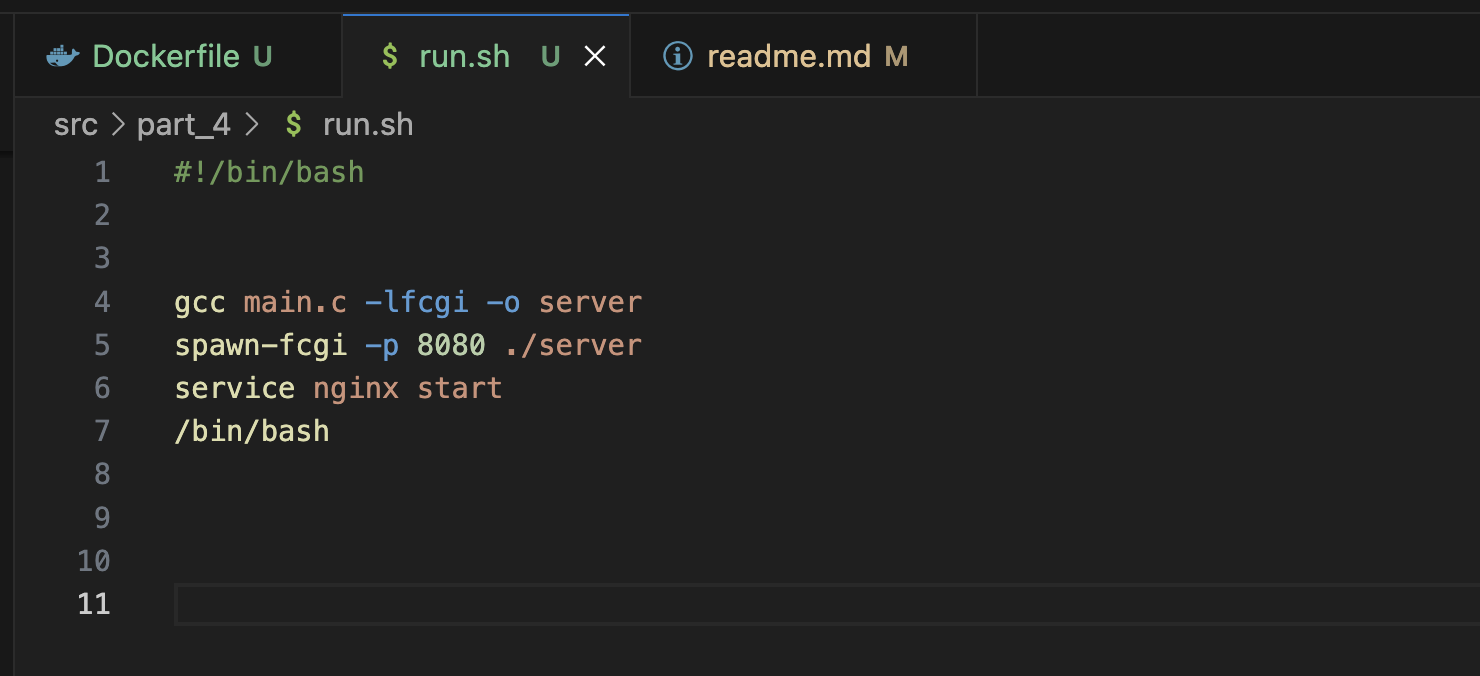 Dockerfile U $ run.sh U readme.md M
src > part_4 > $ run.sh
1 #!/bin/bash
2
3
4 gcc main.c -lfcgi -o server
5 spawn-fcgi -p 8080 ./server
6 service nginx start
7 /bin/bash
8
9
10
11